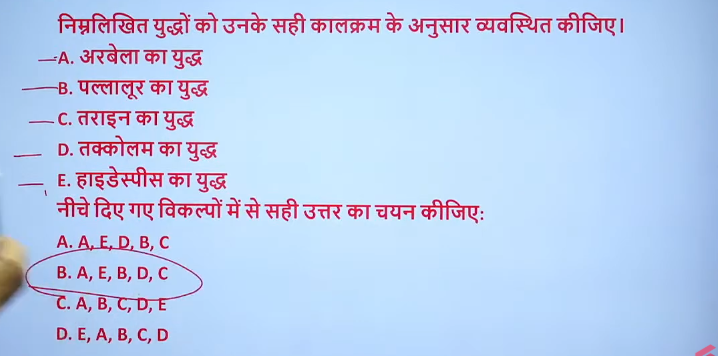 निम्नलिखित युद्धों को उनके सही कालक्रम के अनुसार व्यवस्थित कीजिए।
A. अरबेला का युद्ध
B. पल्लालूर का युद्ध
C. तराइन का युद्ध
D. तक्कोलम का युद्ध
E. हाइडेस्पीस का युद्ध
नीचे दिए गए विकल्पों में से सही उत्तर का चयन कीजिए:
A. A, E, D, B, C
B. A, E, B, D, C
C. A, B, C, D, E
D. E, A, B, C, D